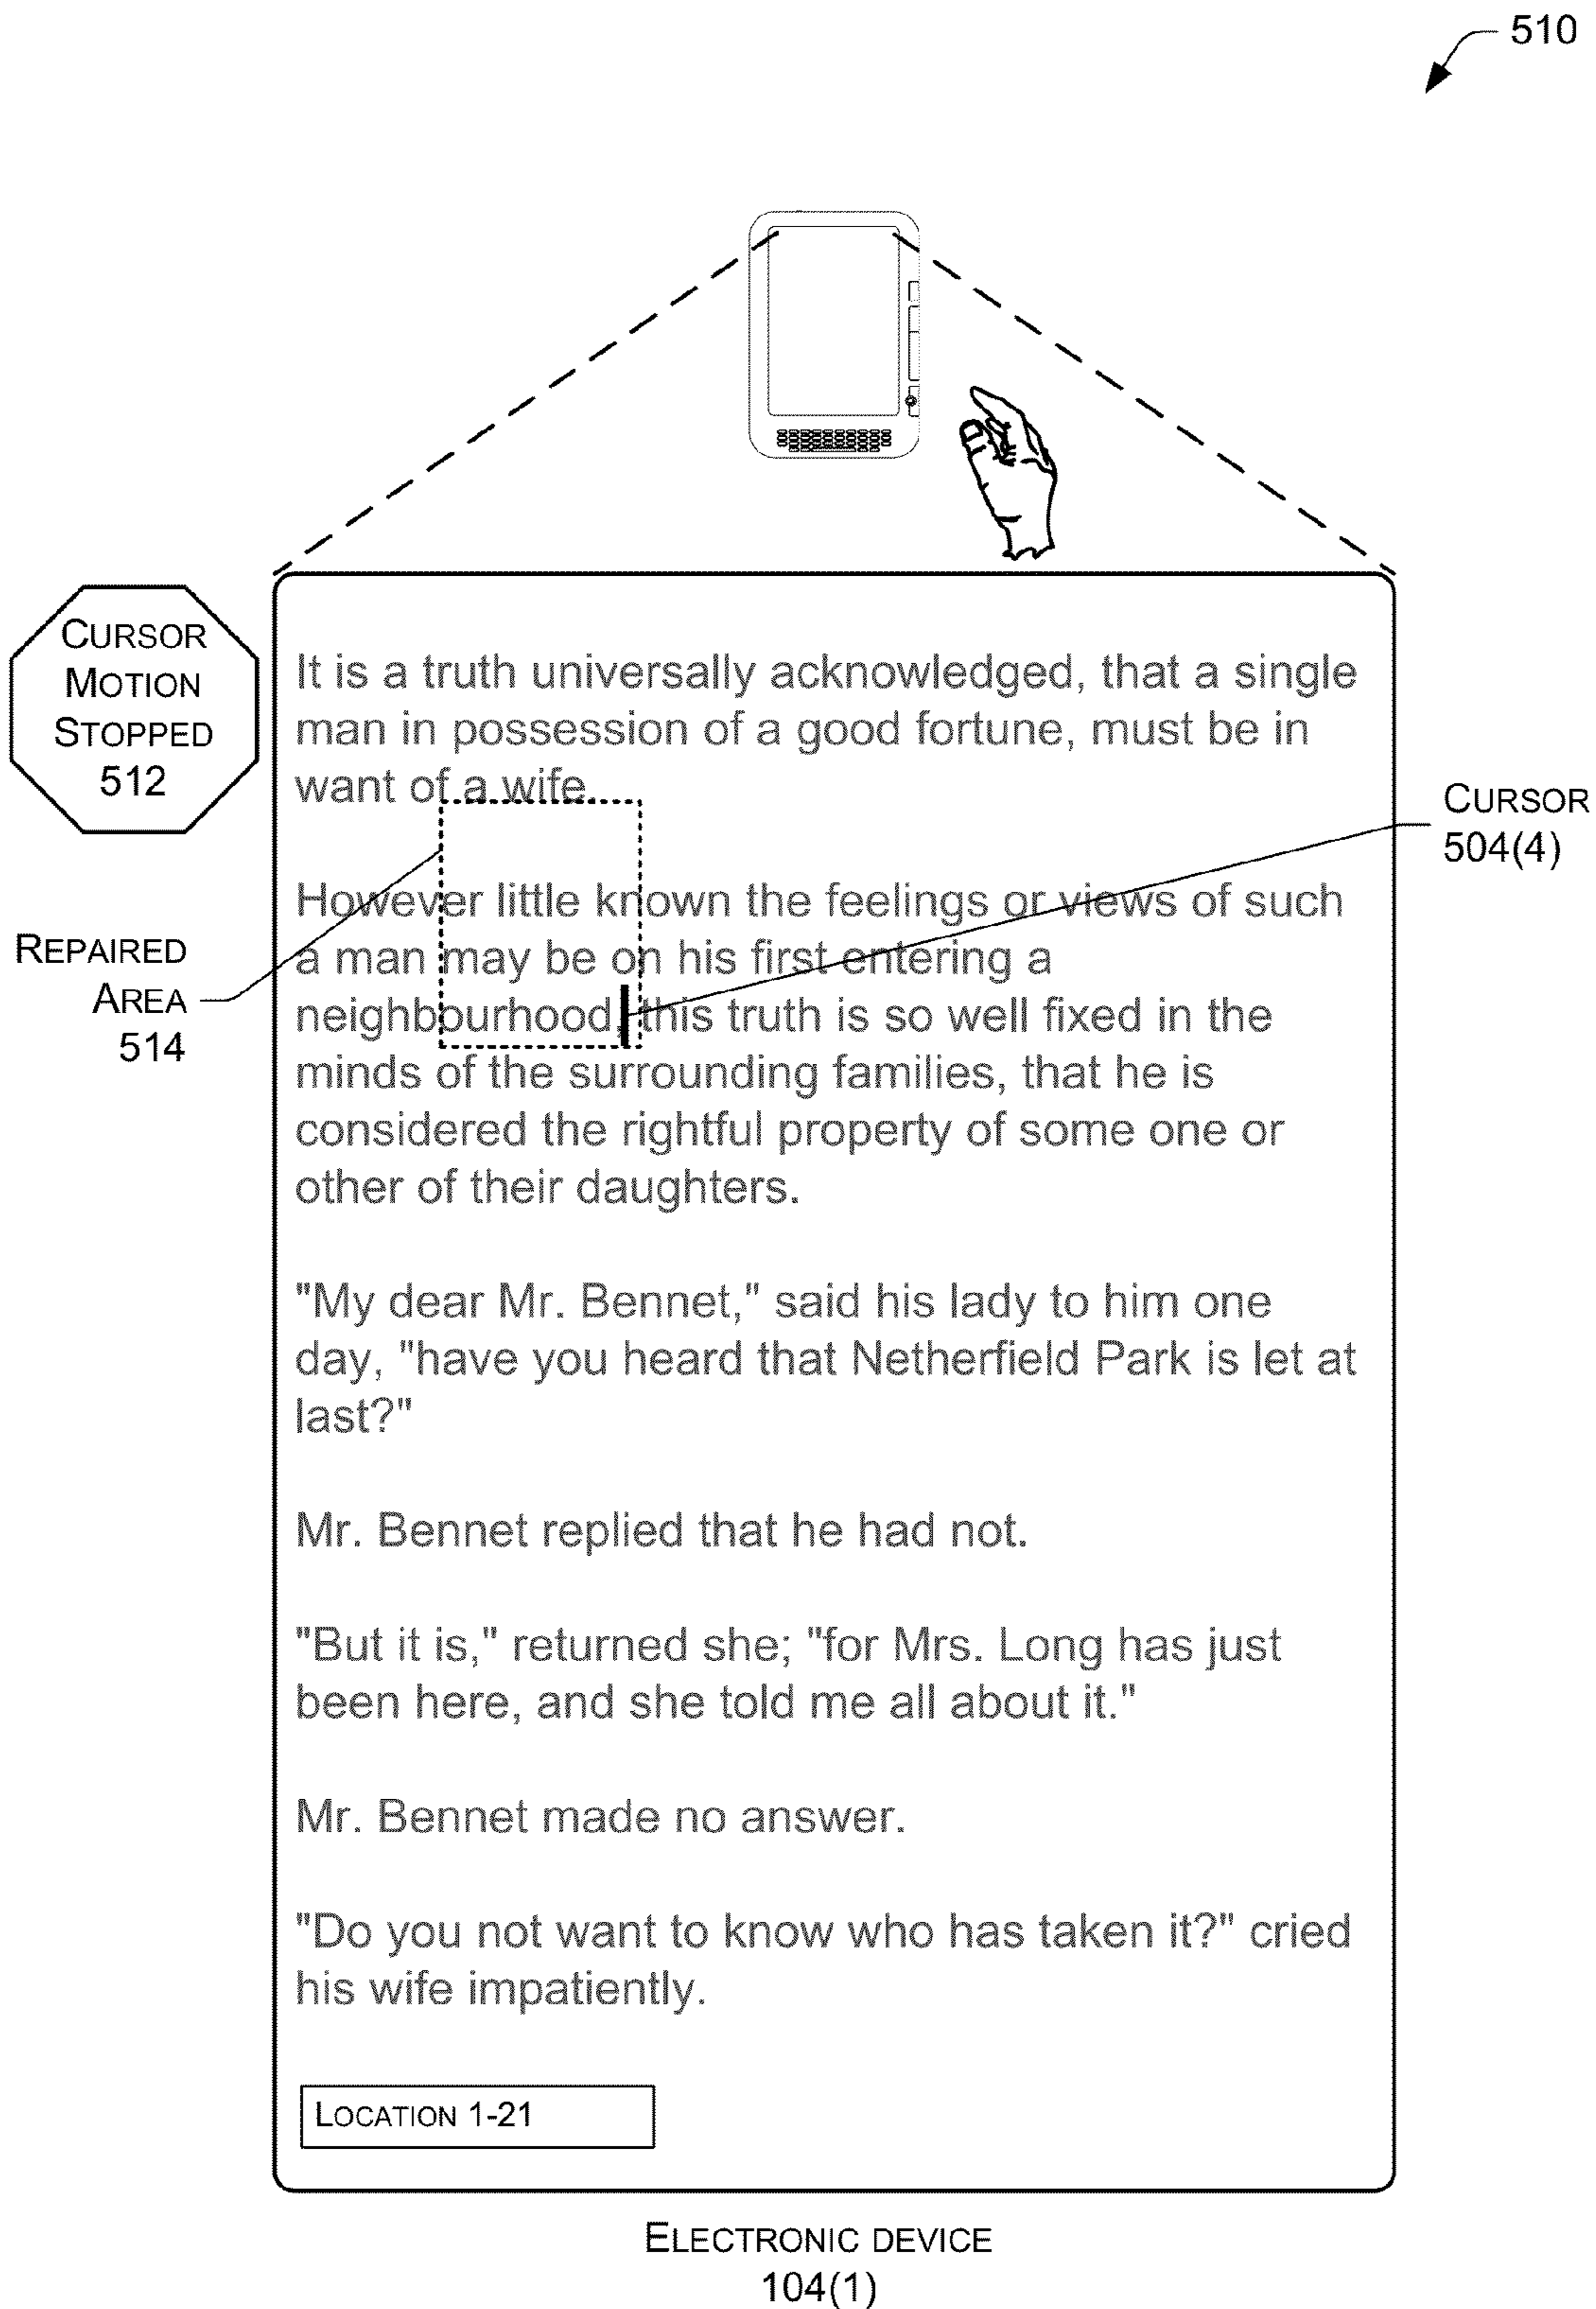 510
CURSOR
MOTION
STOPPED
512
It is a truth universally acknowledged, that a single
man in possession of a good fortune, must be in
want of a wife.
CURSOR
504(4)
However little known the feelings or views of such
a man may be on his first entering a
neighbourhood, this truth is so well fixed in the
minds of the surrounding families, that he is
considered the rightful property of some one or
other of their daughters.
REPAIRED
AREA
514
"My dear Mr. Bennet," said his lady to him one
day, "have you heard that Netherfield Park is let at
last?"
Mr. Bennet replied that he had not.
"But it is," returned she; "for Mrs. Long has just
been here, and she told me all about it."
Mr. Bennet made no answer.
"Do you not want to know who has taken it?" cried
his wife impatiently.
LOCATION 1-21
ELECTRONIC DEVICE
104(1)